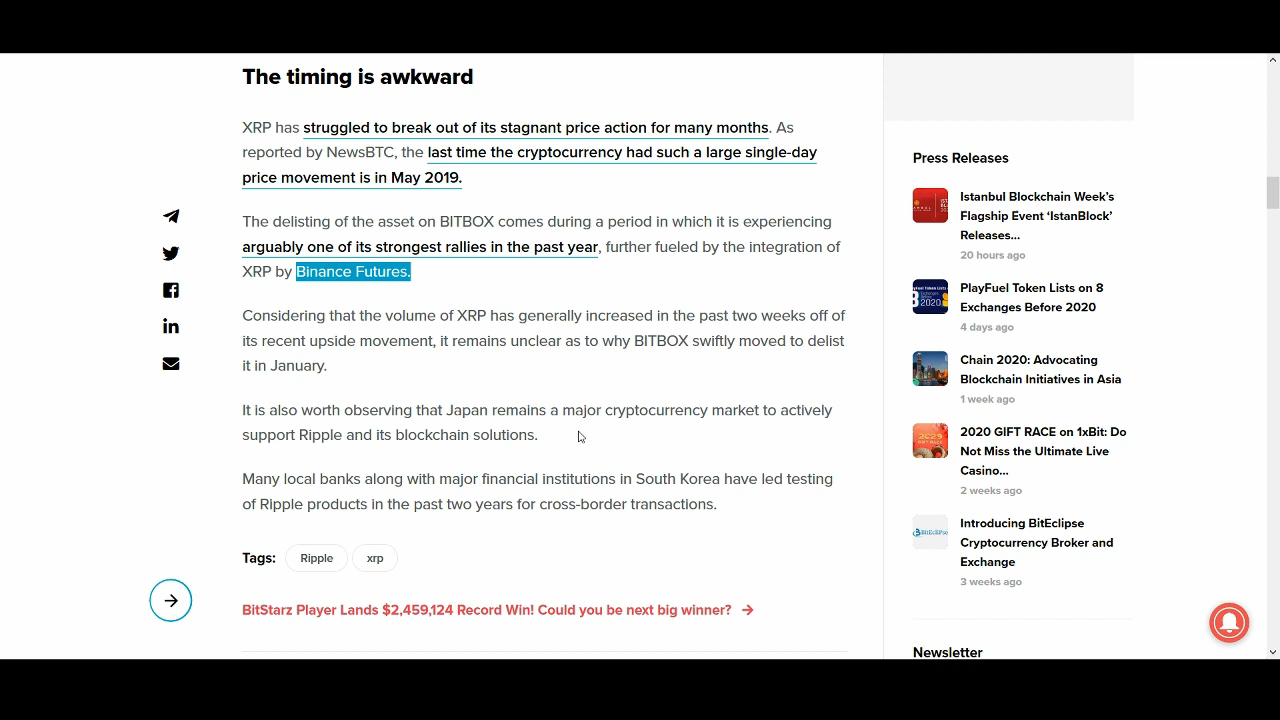 The timing is awkward
XRP has struggled to break out of its stagnant price action for many months. As
reported by NewsBTC, the last time the cryptocurrency had such a large single-day
price movement is in May 2019.
The delisting of the asset on BITBOX comes during a period in which it is experiencing
arguably one of its strongest rallies in the past year, further fueled by the integration of
XRP by Binance Futures.
Considering that the volume of XRP has generally increased in the past two weeks off of
its recent upside movement, it remains unclear as to why BITBOX swiftly moved to delist
it in January.
It is also worth observing that Japan remains a major cryptocurrency market to actively
support Ripple and its blockchain solutions.
Many local banks along with major financial institutions in South Korea have led testing
of Ripple products in the past two years for cross-border transactions.
Tags: Ripple xrp
BitStarz Player Lands $2,459,124 Record Win! Could you be next big winner?
Press Releases
Istanbul Blockchain Week’s
Flagship Event ‘IstanBlock’
Releases...
20 hours ago
PlayFuel Token Lists on 8
Exchanges Before 2020
4 days ago
Chain 2020: Advocating
Blockchain Initiatives in Asia
1 week ago
2020 GIFT RACE on 1xBit: Do
Not Miss the Ultimate Live
Casino...
2 weeks ago
Introducing BitEclipse
Cryptocurrency Broker and
Exchange
3 weeks ago
Newsletter